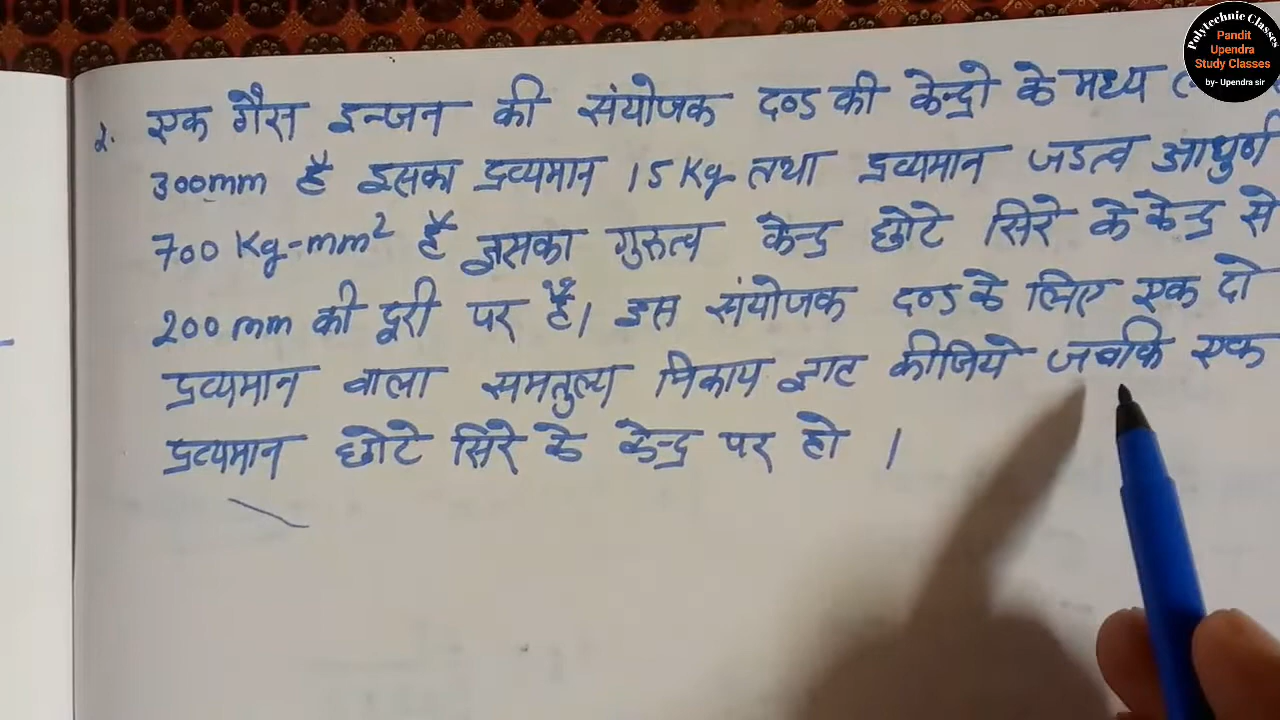 Polytechnic Classes
Pandit
Upendra
Study Classes
by- Upendra sir
2. एक गैस इन्जन की संयोजक दण्ड की केन्द्रो के मध्य
300mm है इसका द्रव्यमान 15 Kg तथा द्रव्यमान जडत्व आधुर्ण
700 Kg-mm² है इसका गुरुत्व केन्द्र छोटे सिरे के केन्द्र से
200 mm की दूरी पर है। इस संयोजक दण्ड के लिए एक दो
द्रव्यमान वाला समतुल्य निकाय ज्ञात कीजिये जबकि एक
द्रव्यमान छोटे सिरे के केन्द्र पर हो ।